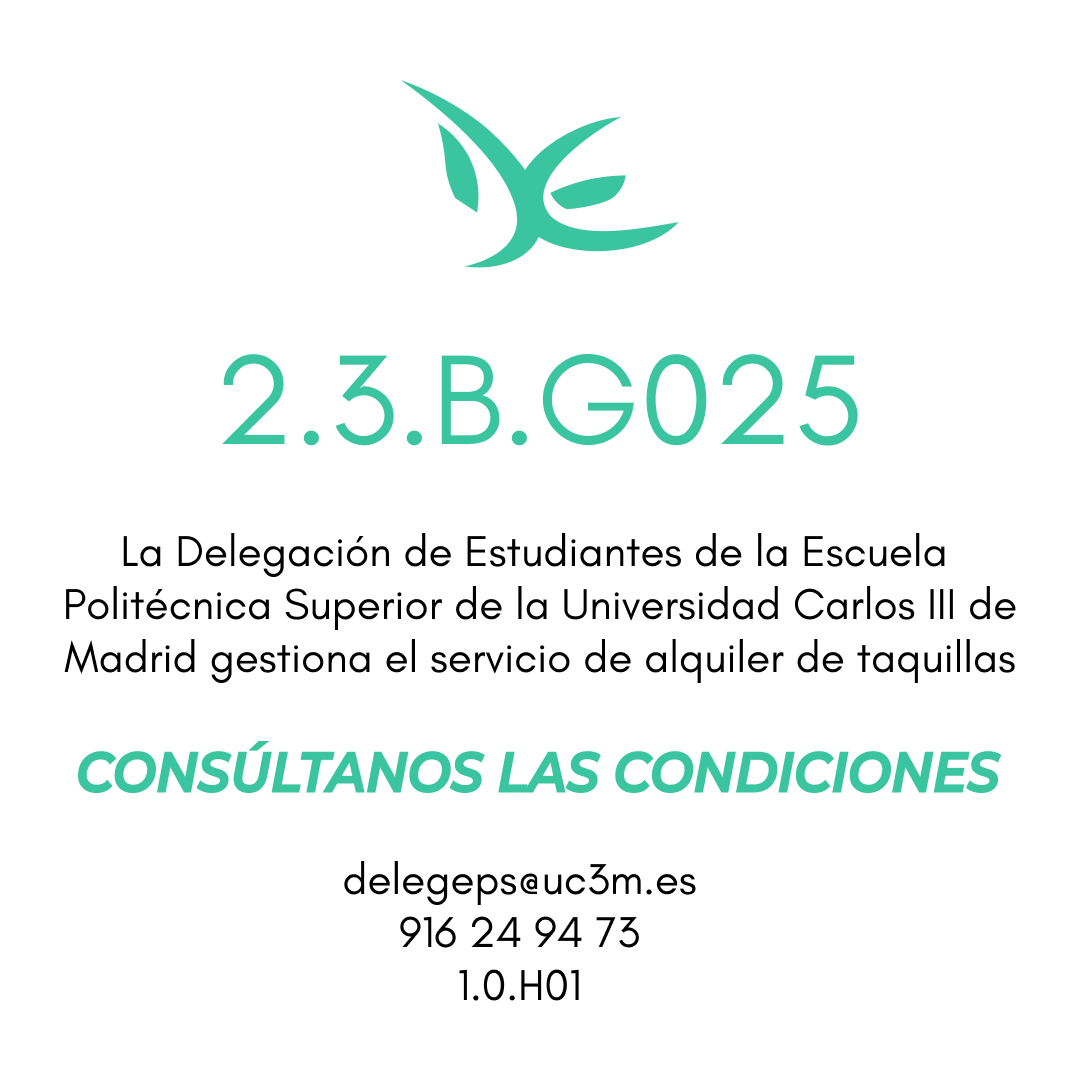 2.3.B.G025
La Delegación de Estudiantes de la Escuela
Politécnica Superior de la Universidad Carlos III de
Madrid gestiona el servicio de alquiler de taquillas
CONSÚLTANOS LAS CONDICIONES
delegeps@uc3m.es
916 24 94 73
1.0.H01